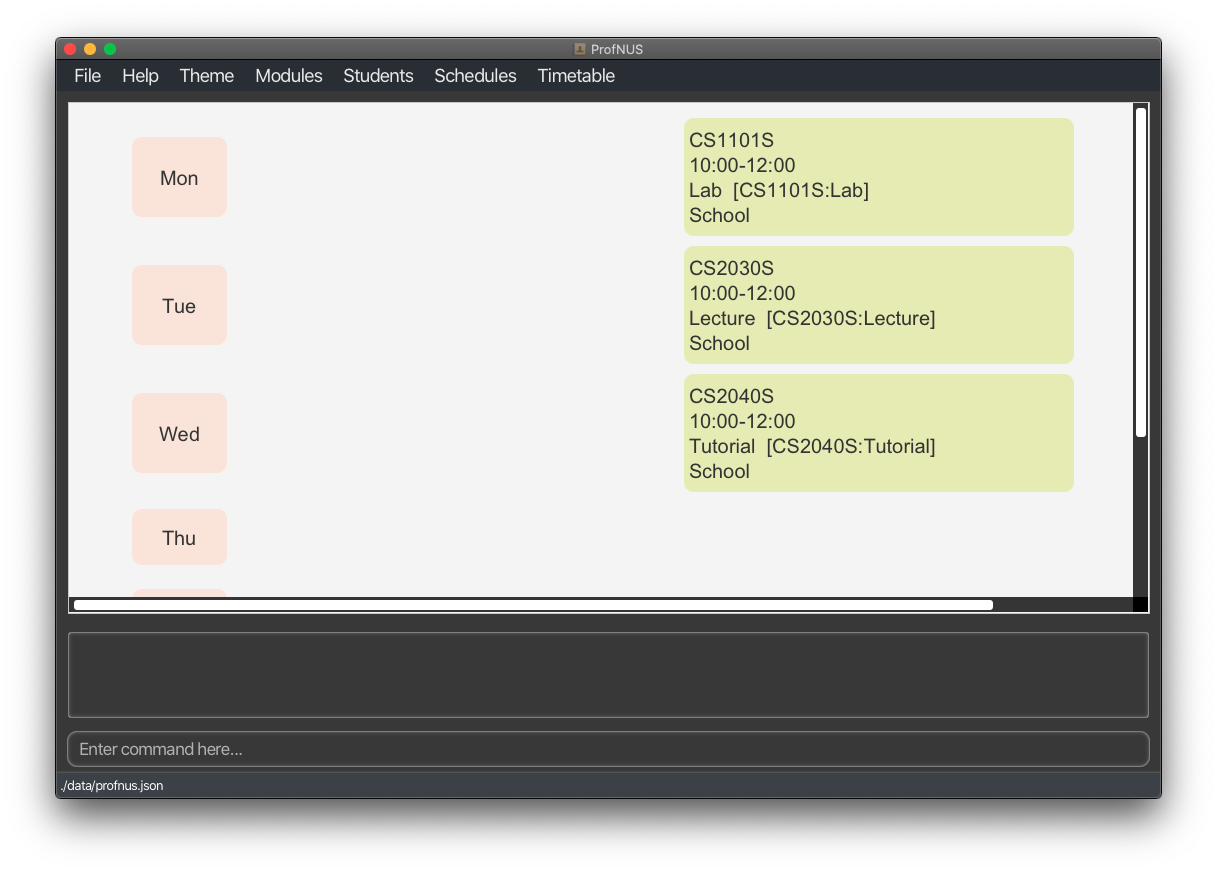 ProfNUS
File Help Theme Modules Students Schedules Timetable
Mon
CS1101S
10:00-12:00
Lab [CS1101S:Lab]
School
Tue
CS2030S
10:00-12:00
Lecture [CS2030S:Lecture]
School
Wed
CS2040S
10:00-12:00
Tutorial [CS2040S:Tutorial]
School
Thu
Enter command here...
./data/profnus.json